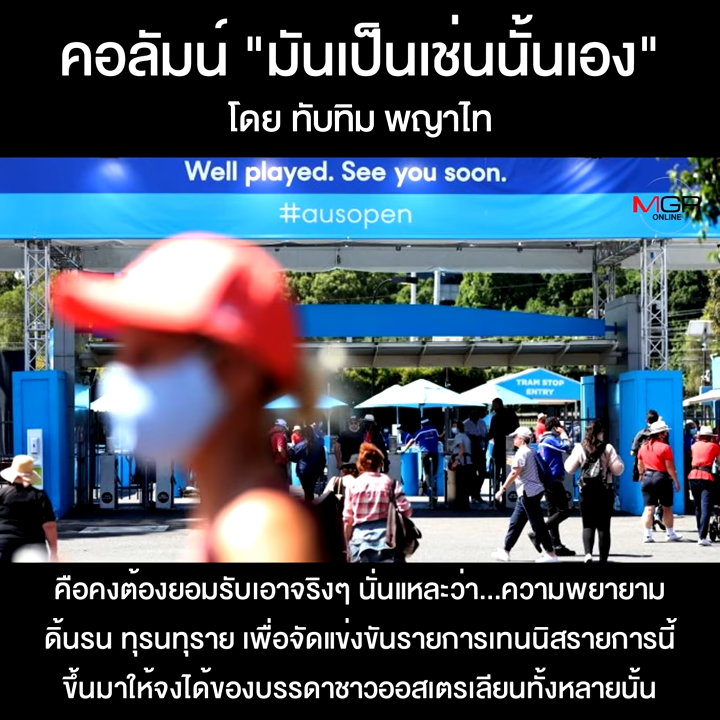 คอลัมน์ "มันเป็นเช่นนั้นเอง"
โดย ทับทิม พญาไท
Well played. See you soon.
#ausopen
MGR
ONLINE
TRAM STOP
ENTRY
คือคงต้องยอมรับเอาจริงๆ นั่นแหละว่า...ความพยายาม
ดิ้นรน ทุรนทุราย เพื่อจัดแข่งขันรายการเทนนิสรายการนี้
ขึ้นมาให้จงได้ของบรรดาชาวออสเตรเลียนทั้งหลายนั้น